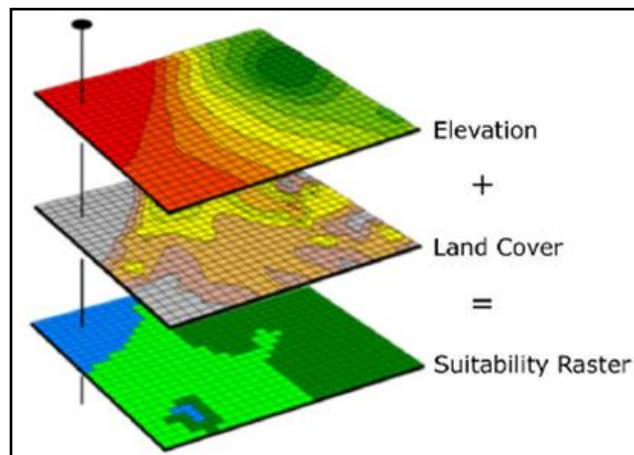 Elevation
+
Land Cover
=
Suitability Raster